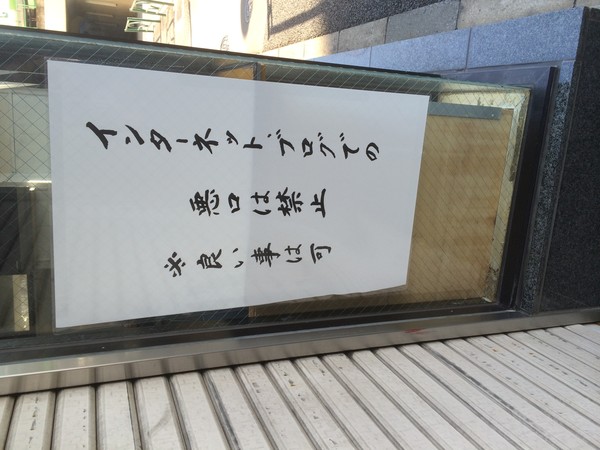 インターネット、ブログでの
悪口は禁止
※良い事は可